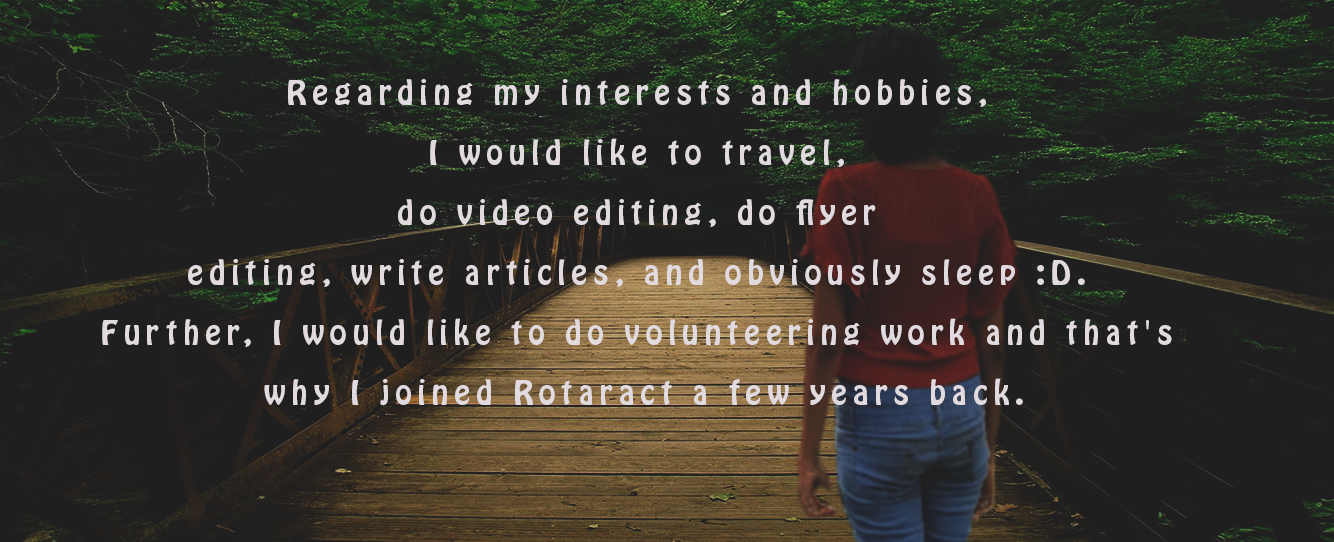 Regarding my interests and hobbies,
I would like to travel,
do video editing, do flyer
editing, write articles, and obviously sleep :D.
Further, I would like to do volunteering work and that's
why I joined Rotaract a few years back.